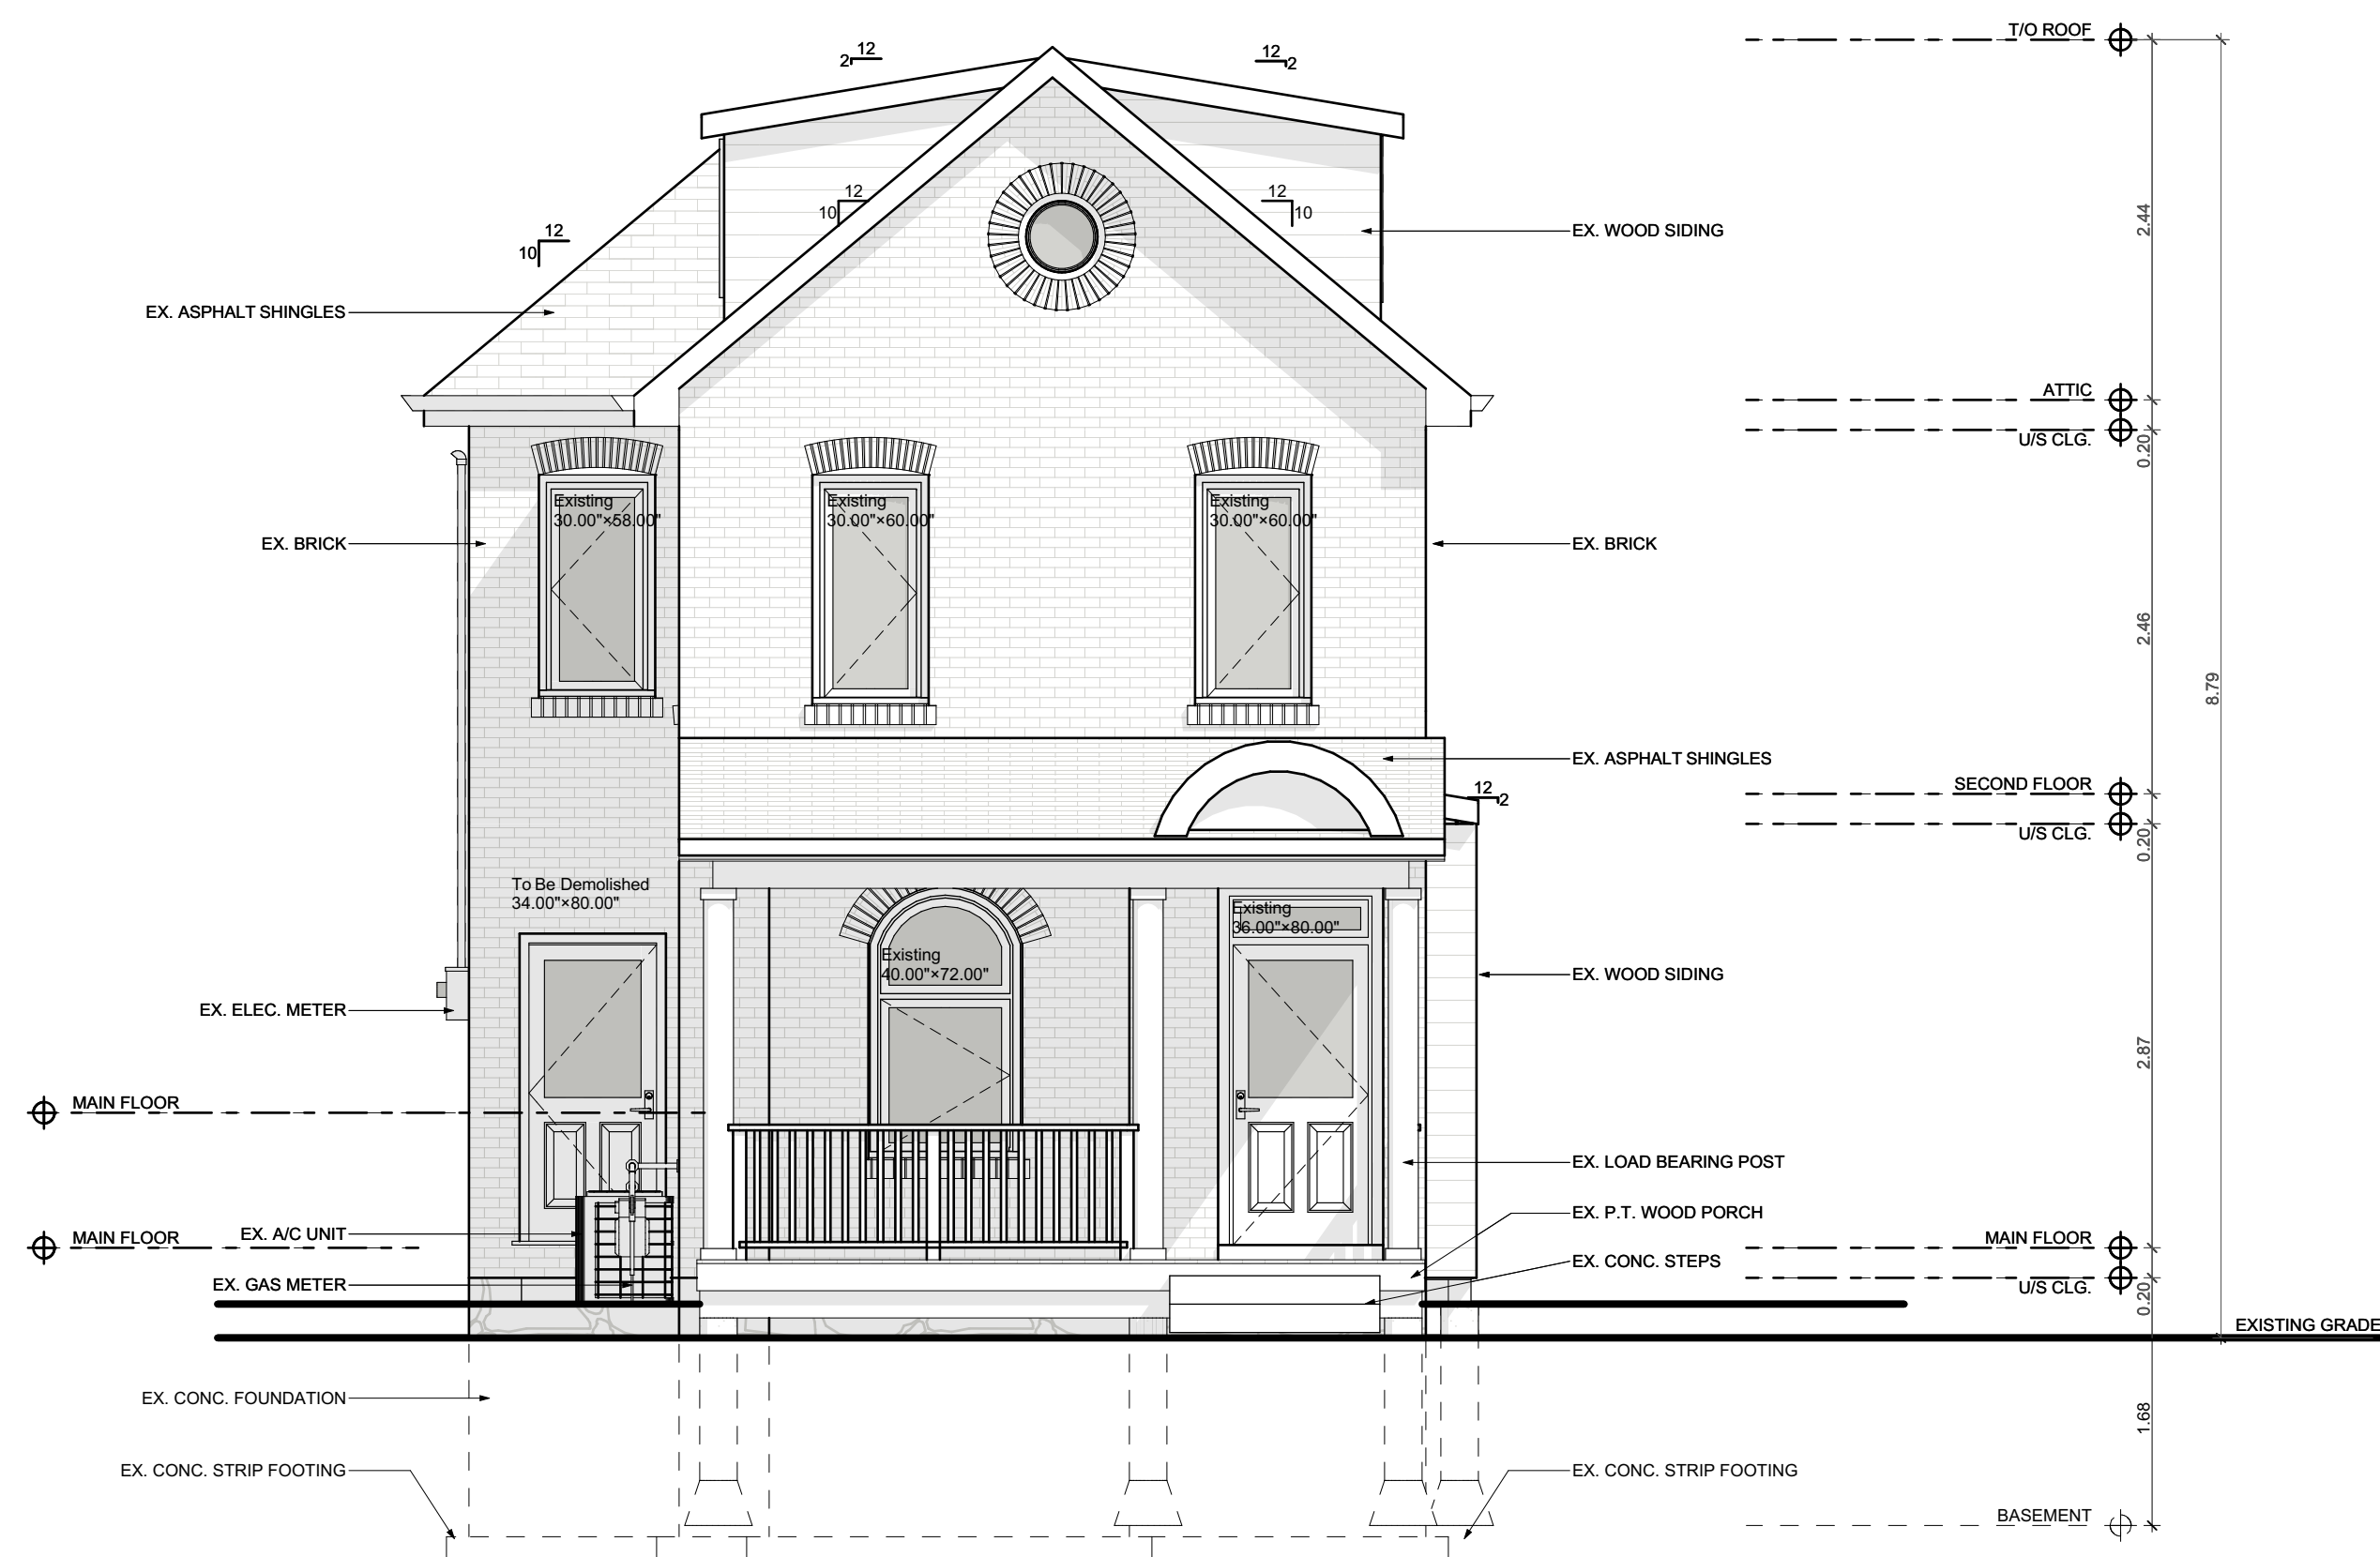 T/O ROOF
12
2
12
2
12
10
12
10
12
10
2.44
EX. WOOD SIDING
EX. ASPHALT SHINGLES
ATTIC
U/S CLG.
0.20
Existing
30.00"×58.00"
Existing
30.00"×60.00"
Existing
30.00"×60.00"
EX. BRICK
EX. BRICK
2.46
8.79
EX. ASPHALT SHINGLES
12
2
SECOND FLOOR
U/S CLG.
0.20
To Be Demolished
34.00"×80.00"
Existing
36.00"×80.00"
Existing
40.00"×72.00"
EX. WOOD SIDING
EX. ELEC. METER
2.87
MAIN FLOOR
EX. LOAD BEARING POST
EX. P.T. WOOD PORCH
MAIN FLOOR
EX. A/C UNIT
MAIN FLOOR
EX. CONC. STEPS
EX. GAS METER
U/S CLG.
0.20
EXISTING GRADE
EX. CONC. FOUNDATION
1.68
EX. CONC. STRIP FOOTING
EX. CONC. STRIP FOOTING
BASEMENT